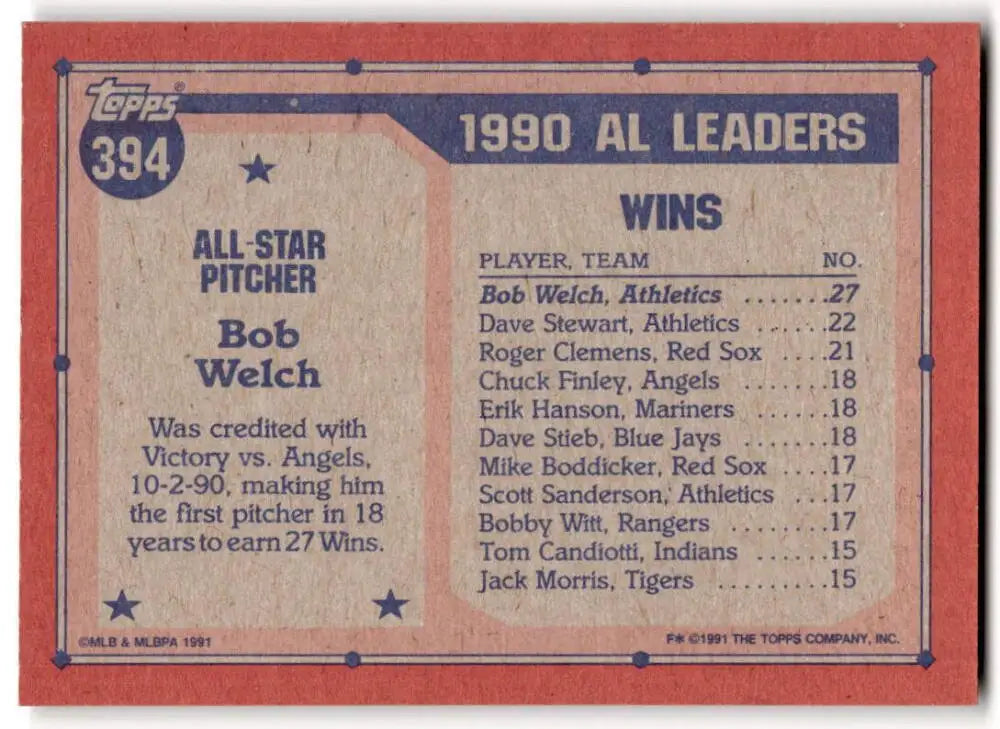 Topps®
394
ALL-STAR
PITCHER
Bob
Welch
Was credited with
Victory vs. Angels,
10-2-90, making him
the first pitcher in 18
years to earn 27 Wins.
©MLB & MLBPA 1991
1990 AL LEADERS
WINS
PLAYER, TEAM NO.
Bob Welch, Athletics .......27
Dave Stewart, Athletics ......22
Roger Clemens, Red Sox ....21
Chuck Finley, Angels .......18
Erik Hanson, Mariners ......18
Dave Stieb, Blue Jays .......18
Mike Boddicker, Red Sox ....17
Scott Sanderson, Athletics ...17
Bobby Witt, Rangers ........17
Tom Candiotti, Indians ......15
Jack Morris, Tigers .........15
F* ©1991 THE TOPPS COMPANY, INC.